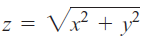 z = √x² + y²